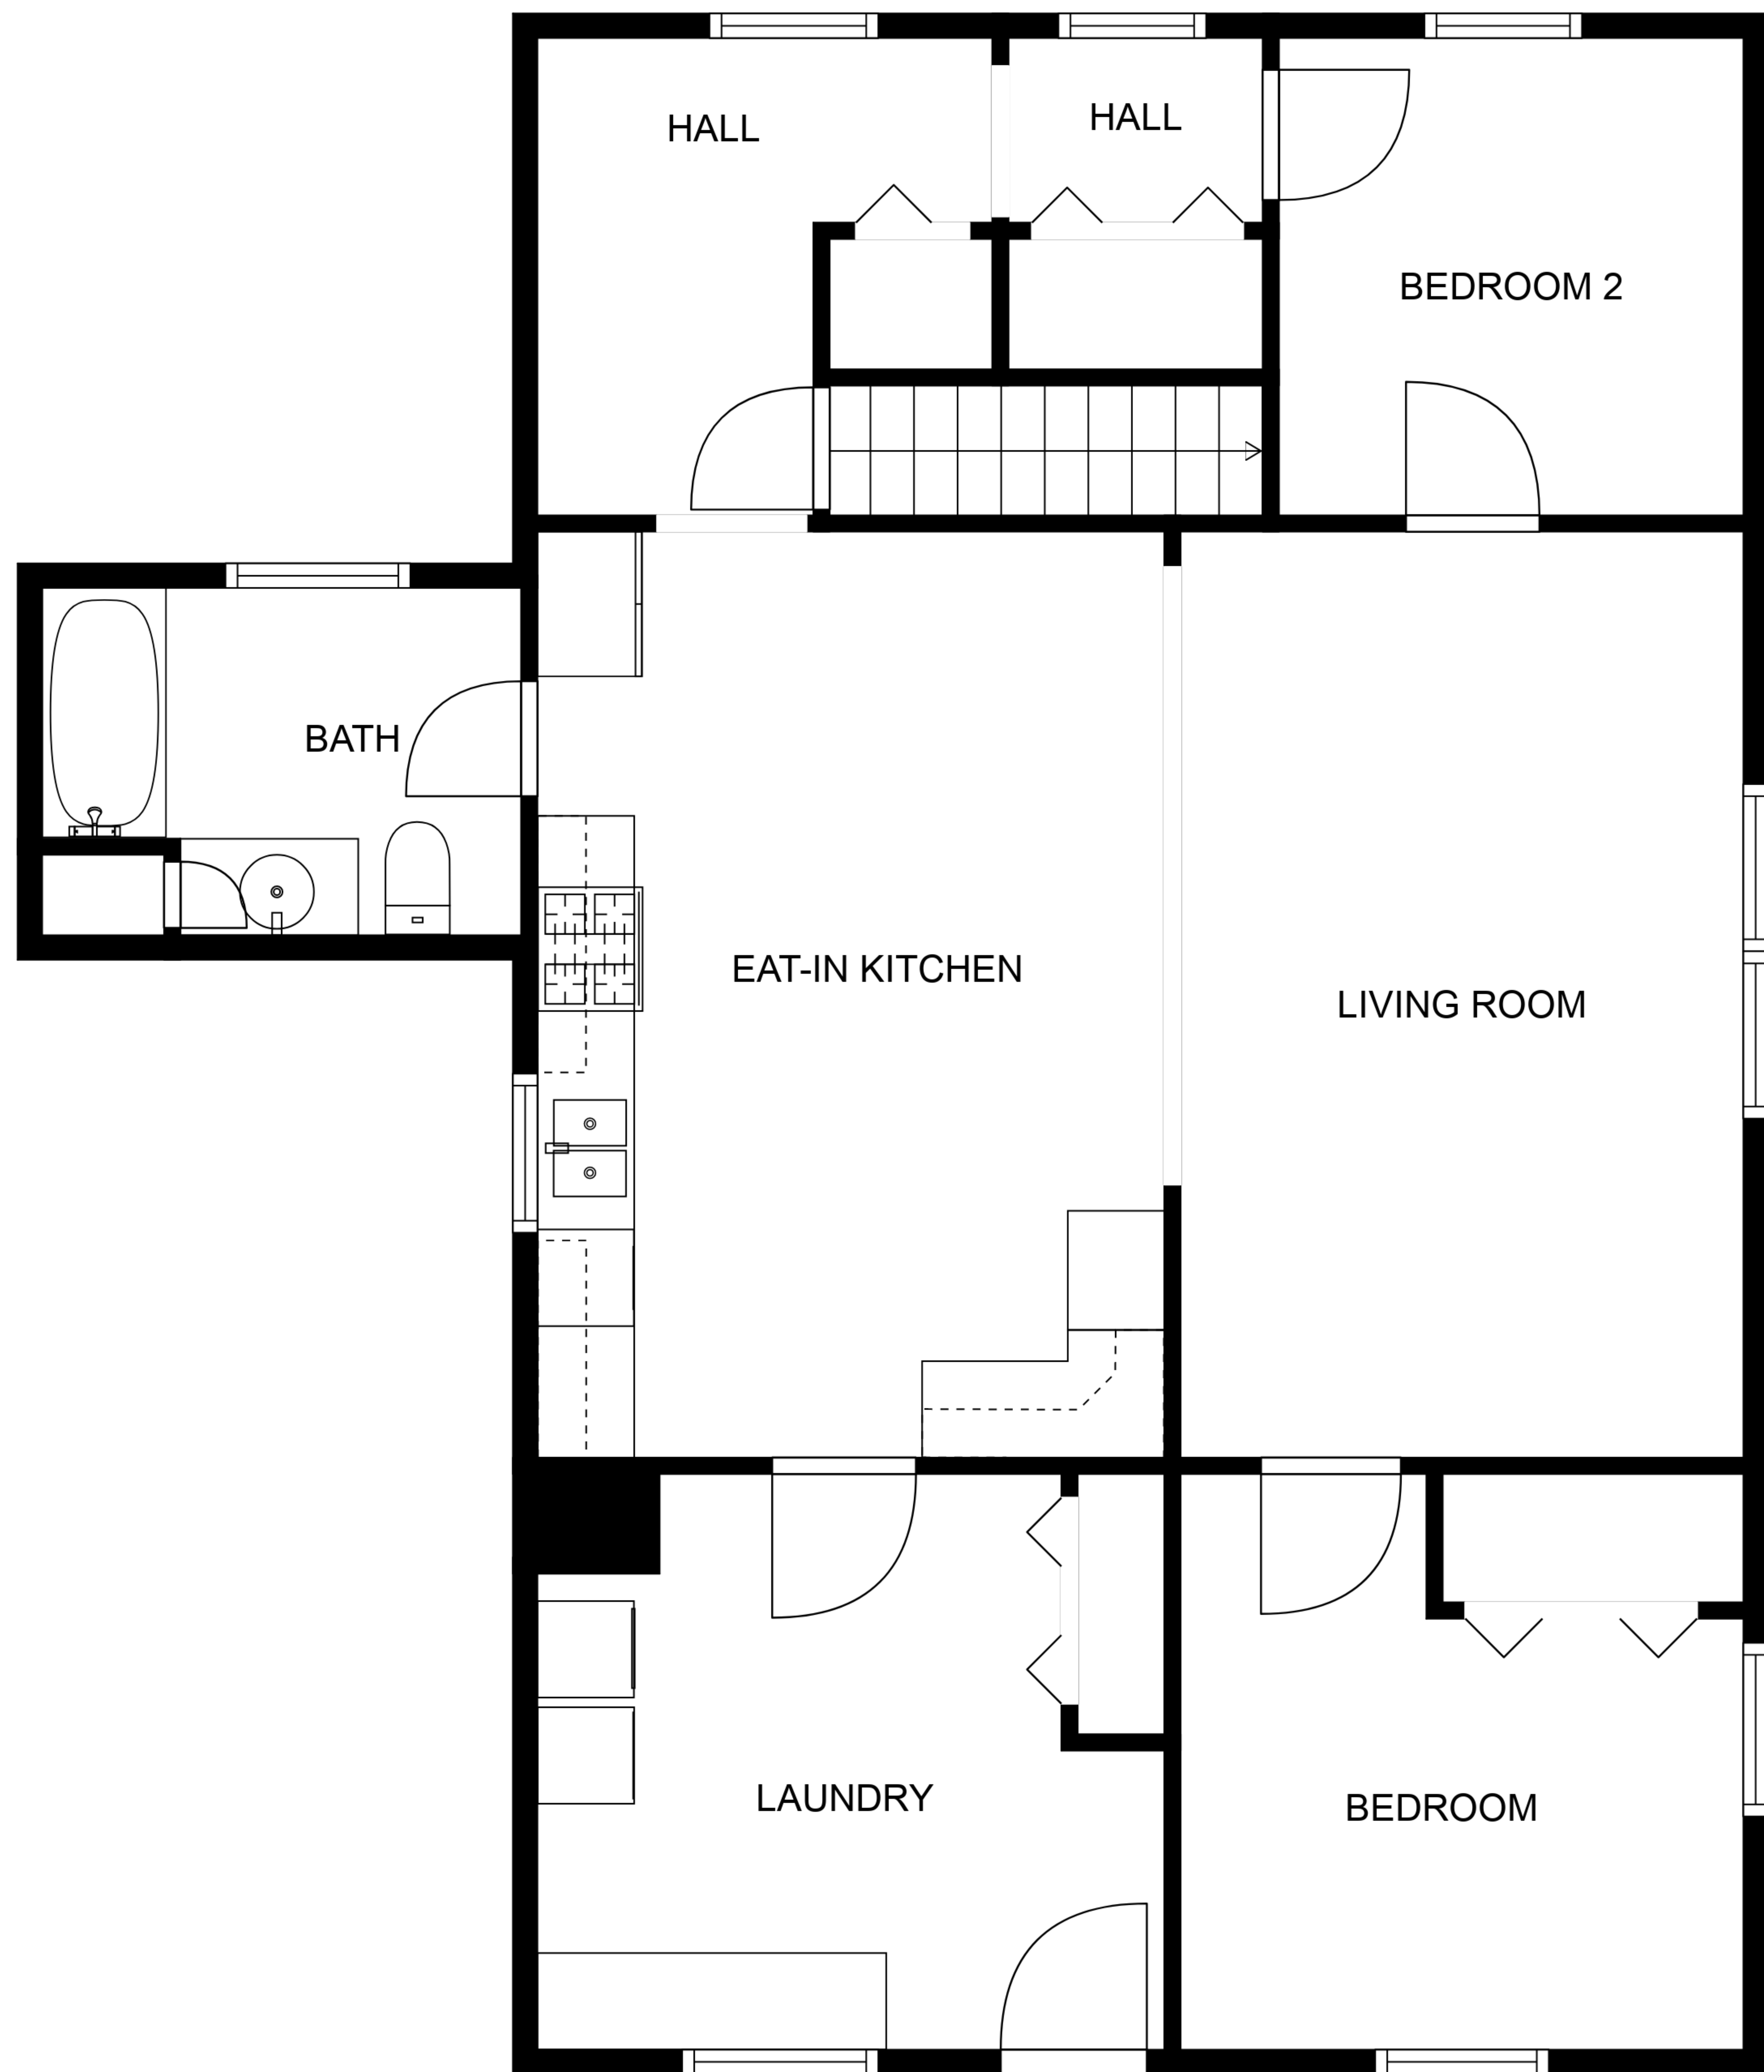 HALL
HALL
BEDROOM 2
BATH
EAT-IN KITCHEN
LIVING ROOM
LAUNDRY
BEDROOM